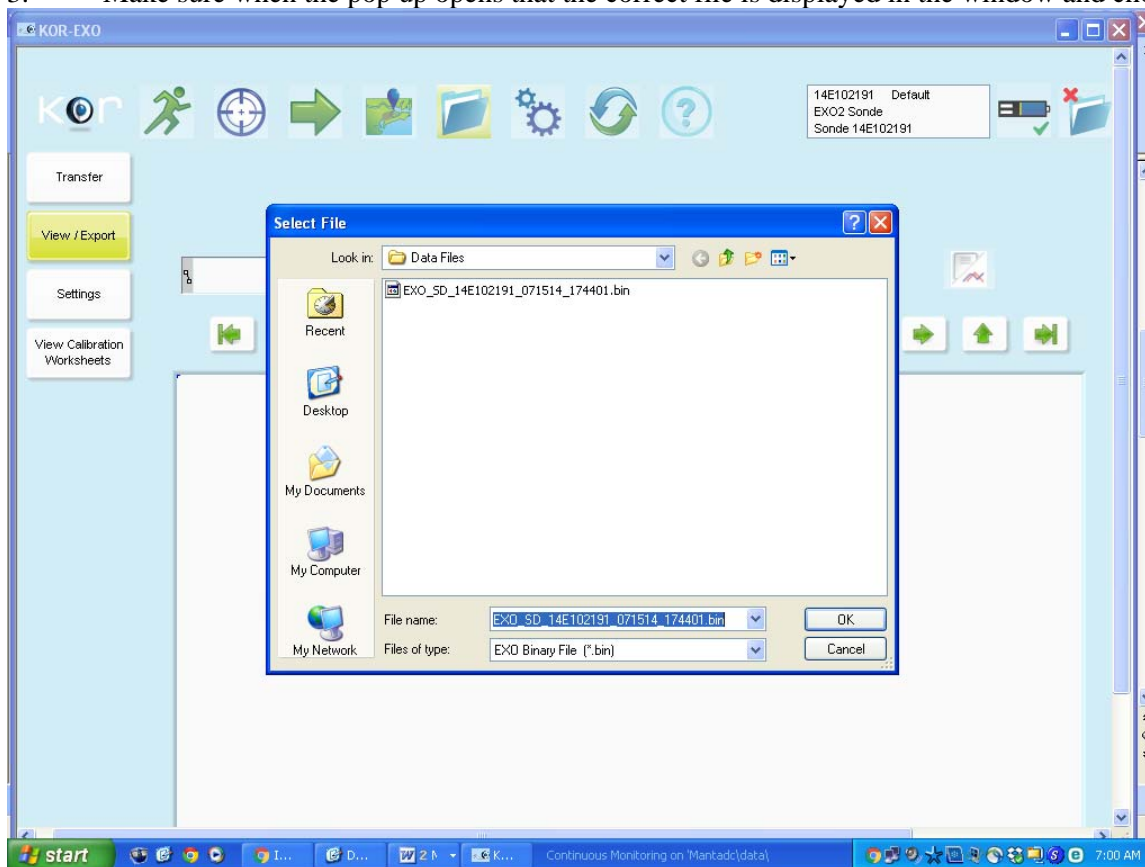 Make sure when the pop up opens that the correct file is displayed in the window and
KOR-EXO
KOr
14E102191 Default
EXO2 Sonde
Sonde 14E102191
Transfer
View / Export
Settings
View Calibration
Worksheets
Select File
Look in:
Data Files
EXO_SD_14E102191_071514_174401.bin
Recent
Desktop
My Documents
My Computer
My Network
File name:
EXO_SD_14E102191_071514_174401.bin
OK
Files of type:
EXO Binary File (*.bin)
Cancel
start
I...
D...
2 M
K...
Continuous Monitoring on 'Mantadc\data\
7:00 AM